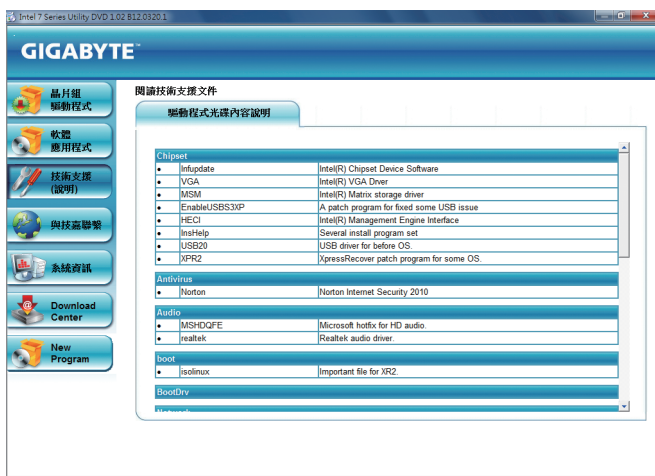 Intel 7 Series Utility DVD 1.02 B12.0320.1
GIGABYTE™
晶片組
驅動程式
軟體
應用程式
技術支援
(說明)
與技嘉聯繫
系統資訊
Download
Center
New
Program
閱讀技術支援文件
驅動程式光碟內容說明
Chipset
• Infupdate Intel(R) Chipset Device Software
• VGA Intel(R) VGA Drver
• MSM Intel(R) Matrix storage driver
• EnableUSBS3XP A patch program for fixed some USB issue
• HECI Intel(R) Management Engine Interface
• InsHelp Several install program set
• USB20 USB driver for before OS.
• XPR2 XpressRecover patch program for some OS.
Antivirus
• Norton Norton Internet Security 2010
Audio
• MSHDQFE Microsoft hotfix for HD audio.
• realtek Realtek audio driver.
boot
• isolinux Important file for XR2.
BootDrv
Network